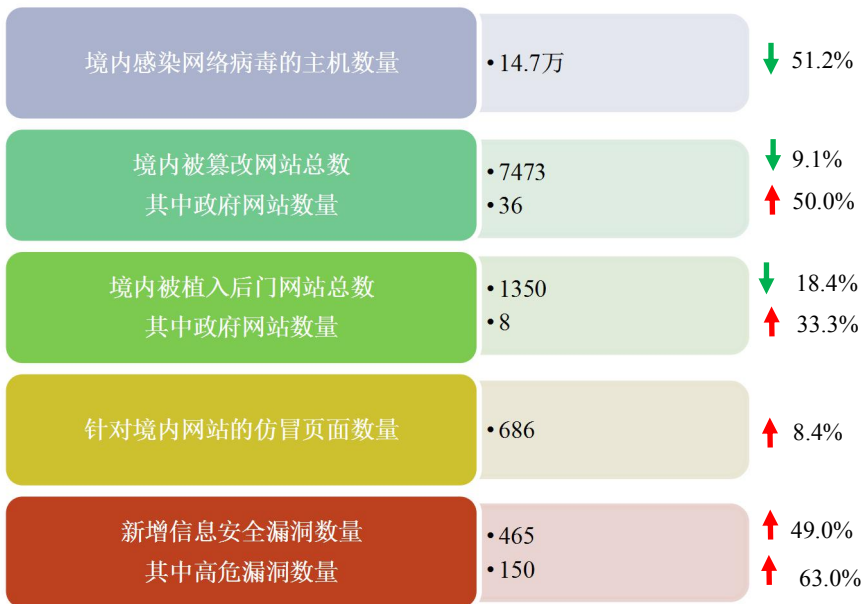 境内感染网络病毒的主机数量
•14.7万
51.2%
境内被篡改网站总数
•7473
9.1%
其中政府网站数量
•36
50.0%
境内被植入后门网站总数
•1350
18.4%
其中政府网站数量
•8
33.3%
针对境内网站的仿冒页面数量
•686
8.4%
新增信息安全漏洞数量
•465
49.0%
其中高危漏洞数量
•150
63.0%